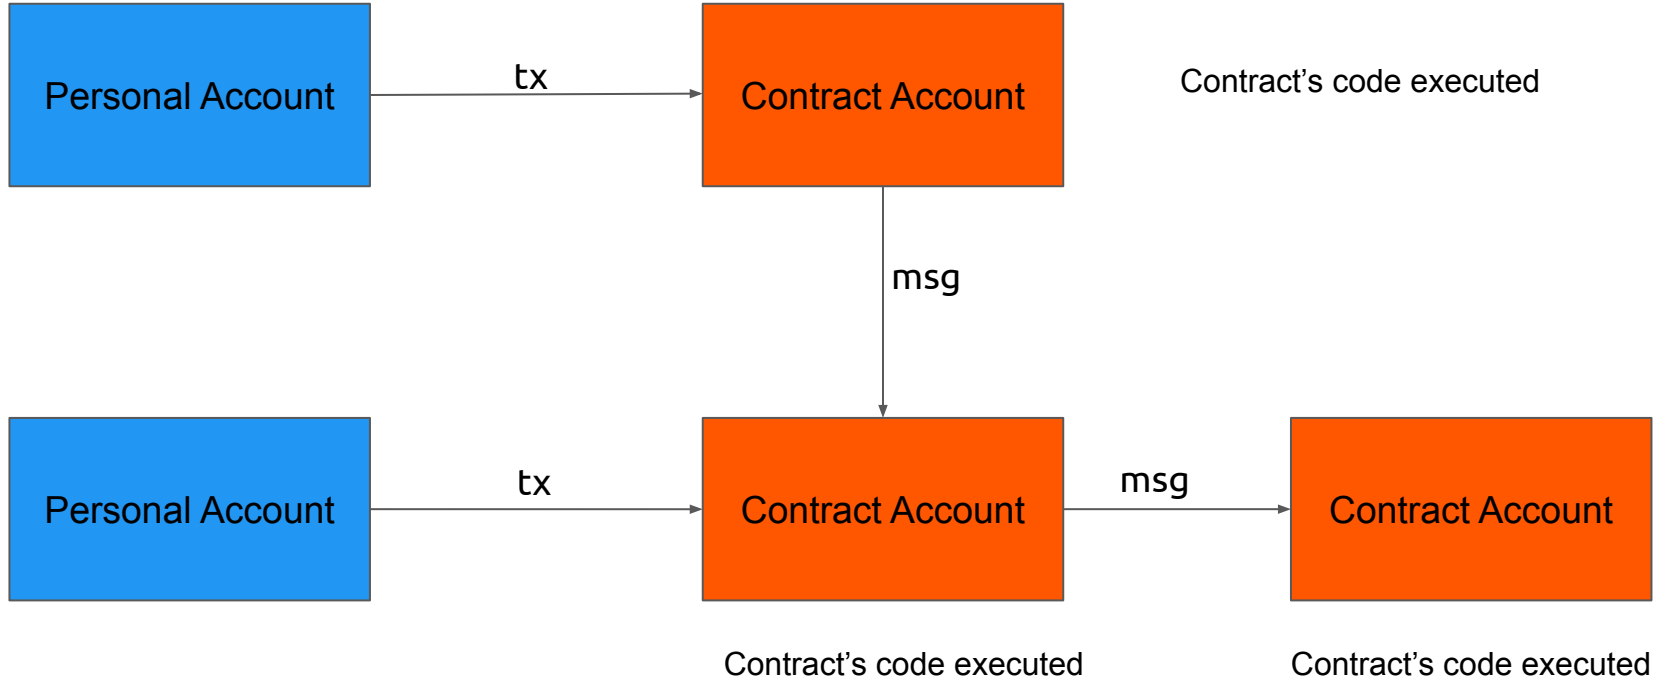 tx
Personal Account
Contract Account
Contract’s code executed
msg
tx
msg
Personal Account
Contract Account
Contract Account
Contract’s code executed
Contract’s code executed